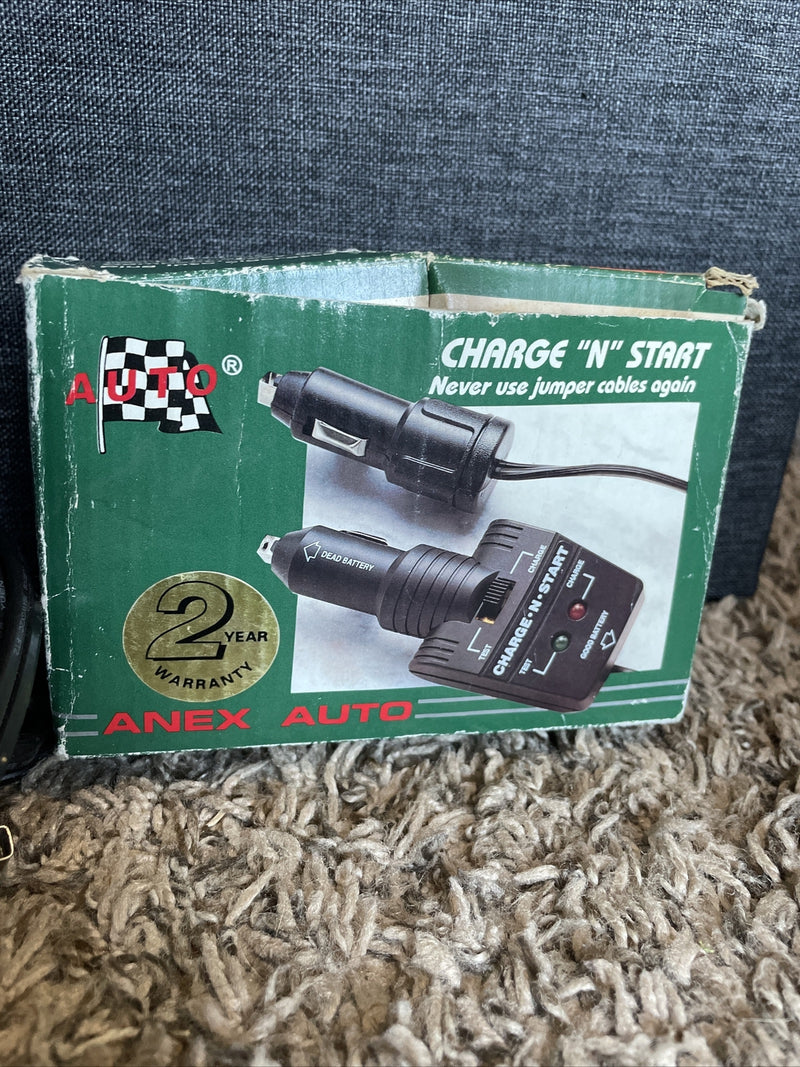 AUTO®
CHARGE "N" START
Never use jumper cables again
DEAD BATTERY
CHARGE
TEST
CHARGE•N•START
CHARGE
TEST
GOOD BATTERY
2
YEAR
WARRANTY
ANEX AUTO